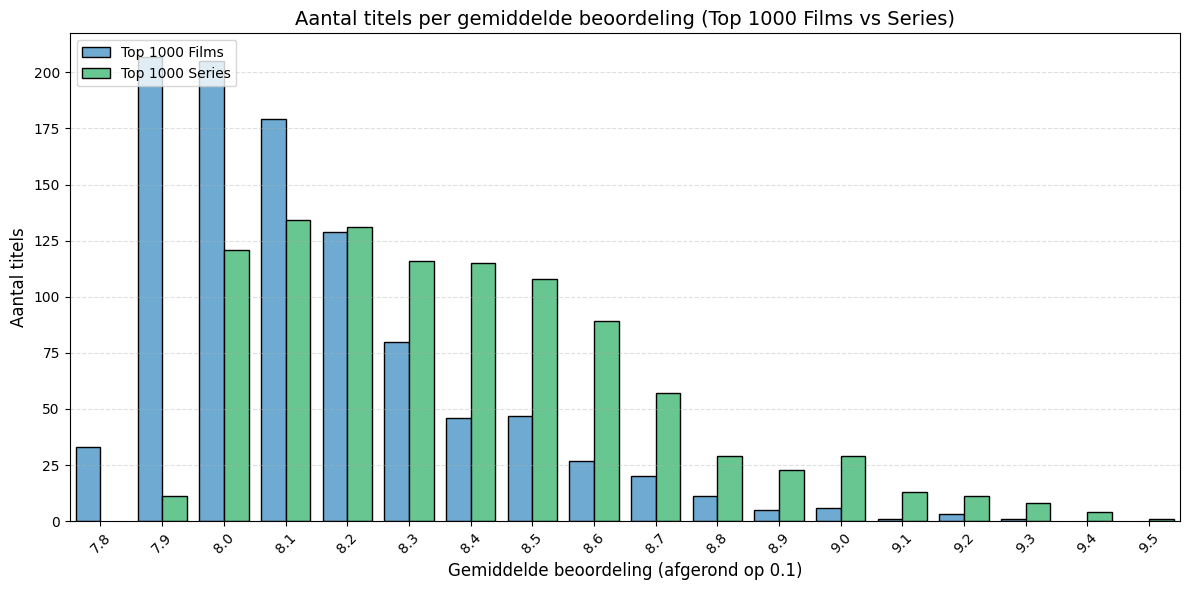 Aantal titels per gemiddelde beoordeling (Top 1000 Films vs Series)
Top 1000 Films
Top 1000 Series
Aantal titels
200
175
150
125
100
75
50
25
0
7.8 7.9 8.0 8.1 8.2 8.3 8.4 8.5 8.6 8.7 8.8 8.9 9.0 9.1 9.2 9.3 9.4 9.5
Gemiddelde beoordeling (afgerond op 0.1)